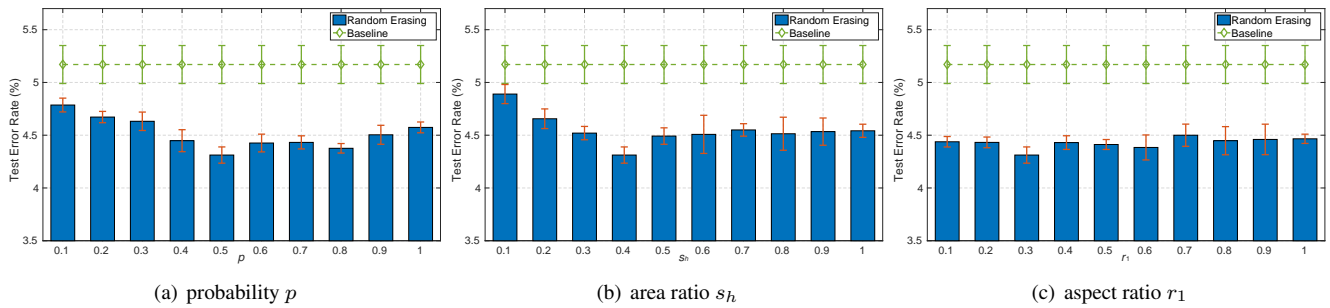 5.5
5
4.5
4
3.5
Test Error Rate (%)
0.1 0.2 0.3 0.4 0.5 0.6 0.7 0.8 0.9 1
p
Random Erasing
Baseline
(a) probability p
5.5
5
4.5
4
3.5
Test Error Rate (%)
0.1 0.2 0.3 0.4 0.5 0.6 0.7 0.8 0.9 1
s_h
Random Erasing
Baseline
(b) area ratio s_h
5.5
5
4.5
4
3.5
Test Error Rate (%)
0.1 0.2 0.3 0.4 0.5 0.6 0.7 0.8 0.9 1
r_1
Random Erasing
Baseline
(c) aspect ratio r_1